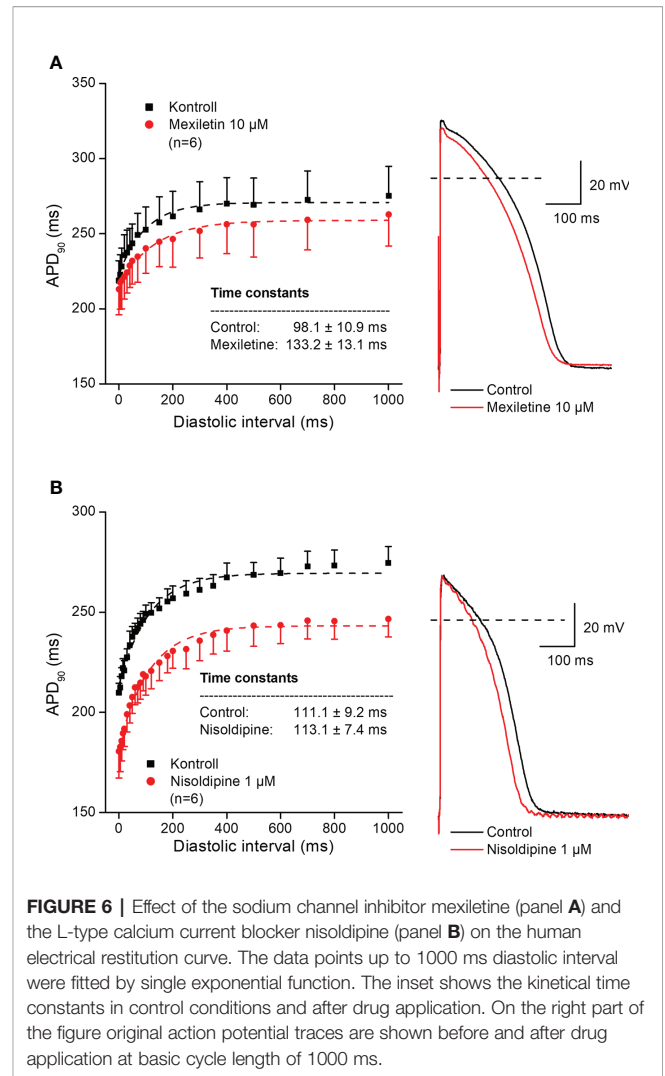 A
350
300
250
200
150
APD90 (ms)
Kontroll
Mexiletin 10 µM
(n=6)
Time constants
Control: 98.1 ± 10.9 ms
Mexiletine: 133.2 ± 13.1 ms
0 200 400 600 800 1000
Diastolic interval (ms)
20 mV
100 ms
Control
Mexiletine 10 µM
B
300
250
200
150
APD90 (ms)
Time constants
Control: 111.1 ± 9.2 ms
Nisoldipine: 113.1 ± 7.4 ms
Kontroll
Nisoldipine 1 µM
(n=6)
0 200 400 600 800 1000
Diastolic interval (ms)
20 mV
100 ms
Control
Nisoldipine 1 µM
FIGURE 6 | Effect of the sodium channel inhibitor mexiletine (panel A) and
the L-type calcium current blocker nisoldipine (panel B) on the human
electrical restitution curve. The data points up to 1000 ms diastolic interval
were fitted by single exponential function. The inset shows the kinetical time
constants in control conditions and after drug application. On the right part of
the figure original action potential traces are shown before and after drug
application at basic cycle length of 1000 ms.